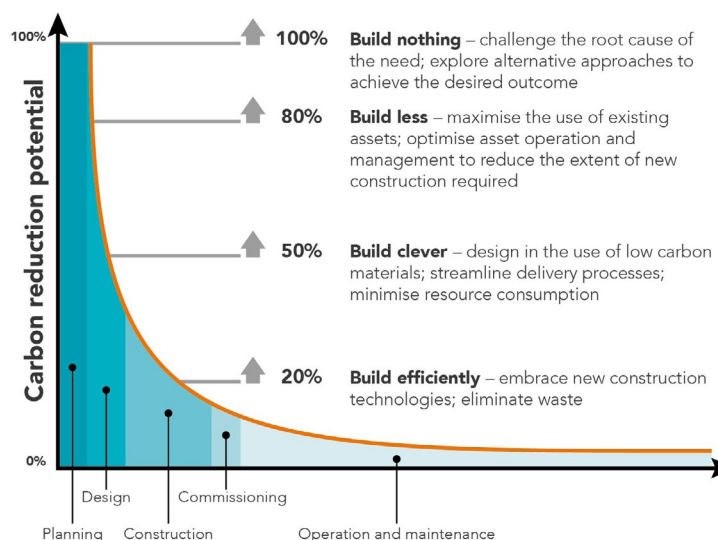 100%
Carbon reduction potential
0%
100%
Build nothing – challenge the root cause of
the need; explore alternative approaches to
achieve the desired outcome
80%
Build less – maximise the use of existing
assets; optimise asset operation and
management to reduce the extent of new
construction required
50%
Build clever – design in the use of low carbon
materials; streamline delivery processes;
minimise resource consumption
20%
Build efficiently – embrace new construction
technologies; eliminate waste
Design
Commissioning
Planning
Construction
Operation and maintenance